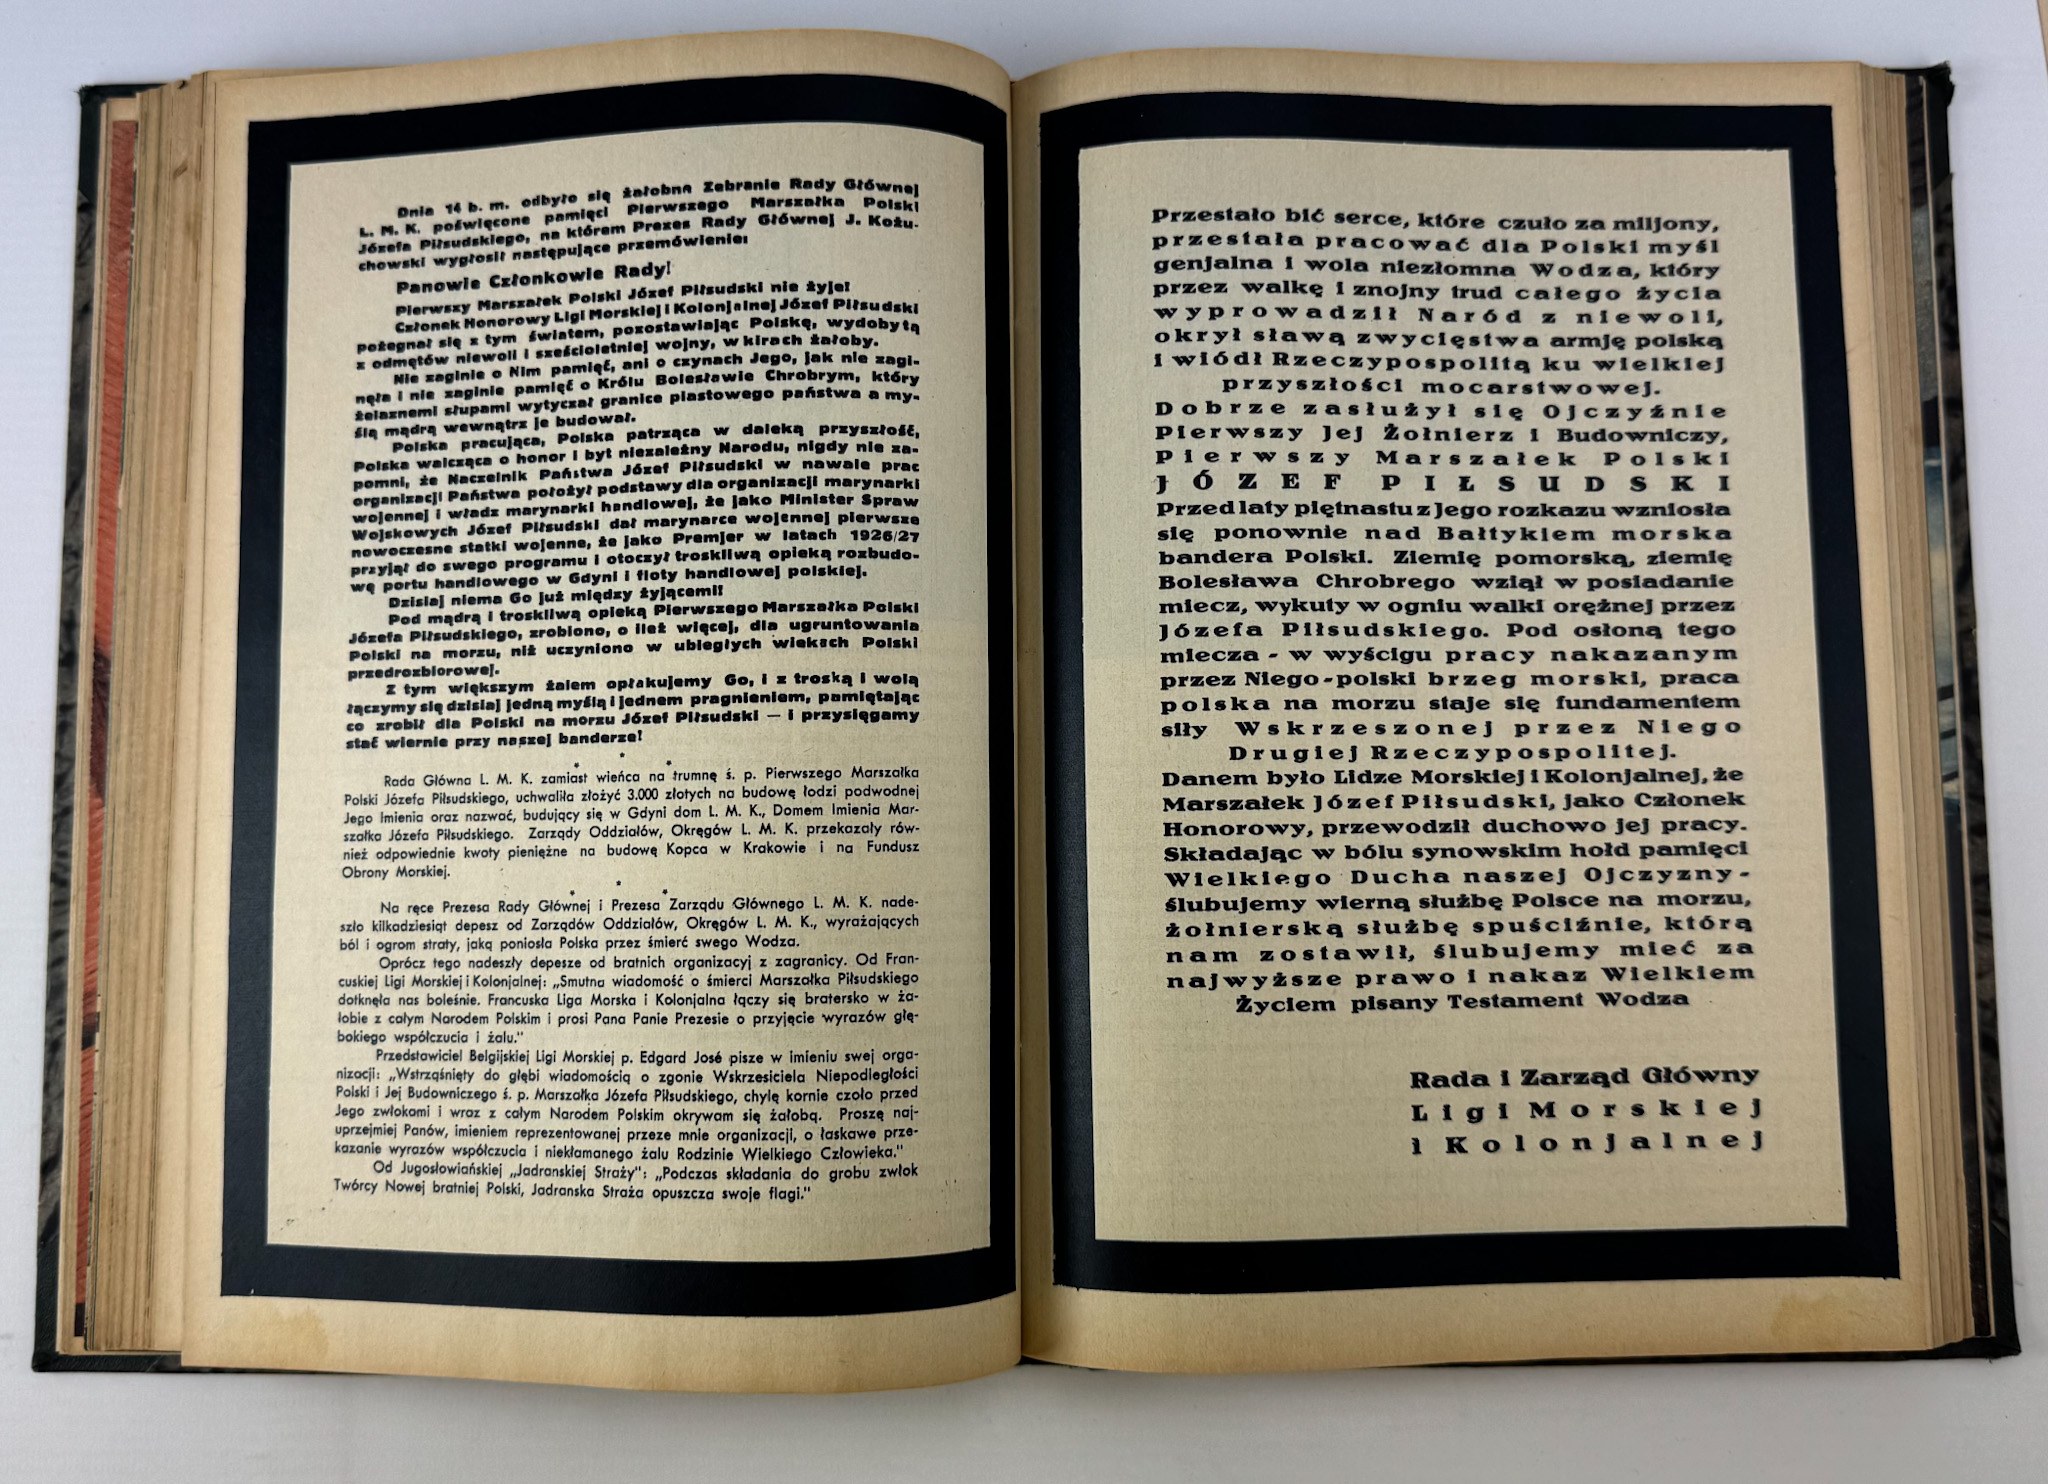 Dnia 14 b. m. odbyło się żałobne Zebranie Rady Głównej
L. M. K. poświęcone pamięci Pierwszego Marszałka Polski
Józefa Piłsudskiego, na którem Prezes Rady Głównej J. Kożu-
chowski wygłosił następujące przemówienie:
Panowie Członkowie Rady!
Pierwszy Marszałek Polski Józef Piłsudski nie żyje!
Członek Honorowy Ligi Morskiej i Kolonjalnej Józef Piłsudski
pożegnał się z tym światem, pozostawiając Polskę, wydobytą
z odmętów niewoli i sześcioletniej wojny, w kirach żałoby.
Nie zaginie o Nim pamięć, ani o czynach Jego, jak nie zagi-
nęła i nie zaginie pamięć o Królu Bolesławie Chrobrym, który
żelaznemi słupami wytyczał granice piastowego państwa a my-
ślą mądrą wewnątrz je budował.
Polska pracująca, Polska patrząca w daleką przyszłość,
Polska walcząca o honor i byt niezależny Narodu, nigdy nie za-
pomni, że Naczelnik Państwa Józef Piłsudski w nawale prac
organizacji Państwa położył podstawy dla organizacji marynarki
wojennej i władz marynarki handlowej, że jako Minister Spraw
Wojskowych Józef Piłsudski dał marynarce wojennej pierwsze
nowoczesne statki wojenne, że jako Premjer w latach 1926/27
przyjął do swego programu i otoczył troskliwą opieką rozbudo-
wę portu handlowego w Gdyni i floty handlowej polskiej.
Dzisiaj niema Go już między żyjącemi!
Pod mądrą i troskliwą opieką Pierwszego Marszałka Polski
Józefa Piłsudskiego, zrobiono, o ileż więcej, dla ugruntowania
Polski na morzu, niż uczyniono w ubiegłych wiekach Polski
przedrozbiorowej.
Z tym większym żalem opłakujemy Go, i z troską i wolą
łączymy się dzisiaj jedną myślą i jednem pragnieniem, pamiętając
co zrobił dla Polski na morzu Józef Piłsudski — i przysięgamy
stać wiernie przy naszej banderze!
* * *
Rada Główna L. M. K. zamiast wieńca na trumnę ś. p. Pierwszego Marszałka
Polski Józefa Piłsudskiego, uchwaliła złożyć 3.000 złotych na budowę łodzi podwodnej
Jego Imienia oraz nazwać, budujący się w Gdyni dom L. M. K., Domem Imienia Mar-
szałka Józefa Piłsudskiego. Zarządy Oddziałów, Okręgów L. M. K. przekazały rów-
nież odpowiednie kwoty pieniężne na budowę Kopca w Krakowie i na Fundusz
Obrony Morskiej.
* * *
Na ręce Prezesa Rady Głównej i Prezesa Zarządu Głównego L. M. K. nade-
szło kilkadziesiąt depesz od Zarządów Oddziałów, Okręgów L. M. K., wyrażających
ból i ogrom straty, jaką poniosła Polska przez śmierć swego Wodza.
Oprócz tego nadeszły depesze od bratnich organizacyj z zagranicy. Od Fran-
cuskiej Ligi Morskiej i Kolonjalnej: „Smutna wiadomość o śmierci Marszałka Piłsudskiego
dotknęła nas boleśnie. Francuska Liga Morska i Kolonjalna łączy się bratersko w ża-
łobie z całym Narodem Polskim i prosi Pana Panie Prezesie o przyjęcie wyrazów głę-
bokiego współczucia i żalu."
Przedstawiciel Belgijskiej Ligi Morskiej p. Edgard José pisze w imieniu swej orga-
nizacji: „Wstrząśnięty do głębi wiadomością o zgonie Wskrzesiciela Niepodległości
Polski i Jej Budowniczego ś. p. Marszałka Józefa Piłsudskiego, chylę kornie czoło przed
Jego zwłokami i wraz z całym Narodem Polskim okrywam się żałobą. Proszę naj-
uprzejmiej Panów, imieniem reprezentowanej przeze mnie organizacji, o łaskawe prze-
kazanie wyrazów współczucia i niekłamanego żalu Rodzinie Wielkiego Człowieka."
Od Jugosłowiańskiej „Jadranskiej Straży": „Podczas składania do grobu zwłok
Twórcy Nowej bratniej Polski, Jadranska Straża opuszcza swoje flagi."
Przestało bić serce, które czuło za miljony,
przestała pracować dla Polski myśl
genjalna i wola niezłomna Wodza, który
przez walkę i znojny trud całego życia
wyprowadził Naród z niewoli,
okrył sławą zwycięstwa armję polską
i wiódł Rzeczypospolitą ku wielkiej
przyszłości mocarstwowej.
Dobrze zasłużył się Ojczyźnie
Pierwszy Jej Żołnierz i Budowniczy,
Pierwszy Marszałek Polski
JÓZEF PIŁSUDSKI
Przed laty piętnastu z Jego rozkazu wzniosła
się ponownie nad Bałtykiem morska
bandera Polski. Ziemię pomorską, ziemię
Bolesława Chrobrego wziął w posiadanie
miecz, wykuty w ogniu walki orężnej przez
Józefa Piłsudskiego. Pod osłoną tego
miecza - w wyścigu pracy nakazanym
przez Niego - polski brzeg morski, praca
polska na morzu staje się fundamentem
siły Wskrzeszonej przez Niego
Drugiej Rzeczypospolitej.
Danem było Lidze Morskiej i Kolonjalnej, że
Marszałek Józef Piłsudski, jako Członek
Honorowy, przewodził duchowo jej pracy.
Składając w bólu synowskim hołd pamięci
Wielkiego Ducha naszej Ojczyzny -
ślubujemy wierną służbę Polsce na morzu,
żołnierską służbę spuściźnie, którą
nam zostawił, ślubujemy mieć za
najwyższe prawo i nakaz Wielkiem
Życiem pisany Testament Wodza
Rada i Zarząd Główny
Ligi Morskiej
i Kolonjalnej